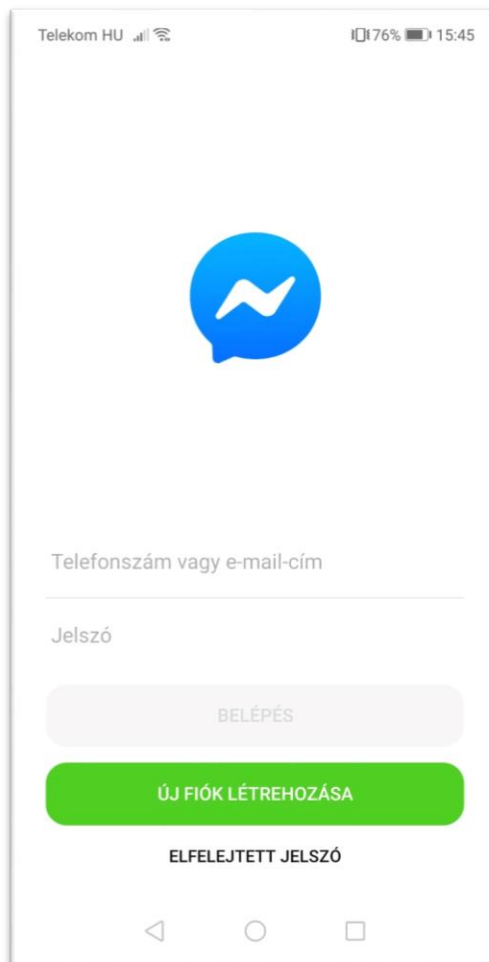 Telekom HU 76% 15:45
Telefonszám vagy e-mail-cím
Jelszó
BELÉPÉS
ÚJ FIÓK LÉTREHOZÁSA
ELFELEJTETT JELSZÓ